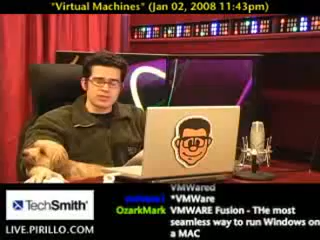 *Virtual Machines* (Jan 02, 2008 11:43pm)
VMWared
*VMWare
TechSmith
OzarkMark VMWARE Fusion - THe most
seamless way to run Windows on
a MAC
LIVE.PIRILLO.COM